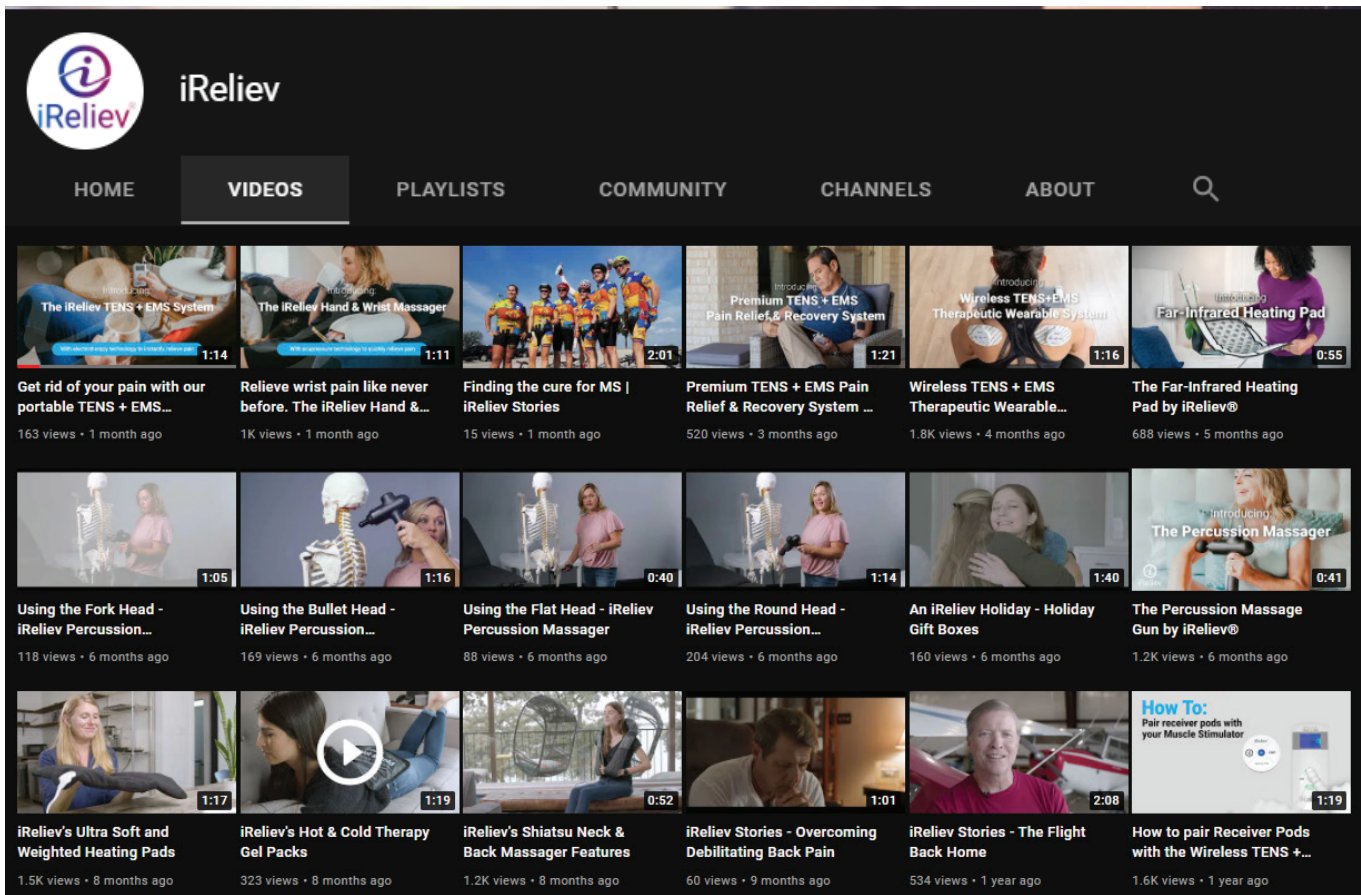 iReliev®
iReliev
HOME VIDEOS PLAYLISTS COMMUNITY CHANNELS ABOUT
Introducing:
The iReliev TENS + EMS System
With electrotherapy technology to instantly relieve pain
1:14
Get rid of your pain with our
portable TENS + EMS...
163 views • 1 month ago
Introducing:
The iReliev Hand & Wrist Massager
With acupressure technology to quickly relieve pain
1:11
Relieve wrist pain like never
before. The iReliev Hand &...
1K views • 1 month ago
2:01
Finding the cure for MS |
iReliev Stories
15 views • 1 month ago
Introducing
Premium TENS + EMS
Pain Relief & Recovery System
1:21
Premium TENS + EMS Pain
Relief & Recovery System ...
520 views • 3 months ago
Introducing
Wireless TENS+EMS
Therapeutic Wearable System
1:16
Wireless TENS + EMS
Therapeutic Wearable...
1.8K views • 4 months ago
Introducing
Far-Infrared Heating Pad
0:55
The Far-Infrared Heating
Pad by iReliev®
688 views • 5 months ago
1:05
Using the Fork Head -
iReliev Percussion...
118 views • 6 months ago
1:16
Using the Bullet Head -
iReliev Percussion...
169 views • 6 months ago
0:40
Using the Flat Head - iReliev
Percussion Massager
88 views • 6 months ago
1:14
Using the Round Head -
iReliev Percussion...
204 views • 6 months ago
1:40
An iReliev Holiday - Holiday
Gift Boxes
160 views • 6 months ago
Introducing:
The Percussion Massager
0:41
The Percussion Massage
Gun by iReliev®
1.2K views • 6 months ago
1:17
iReliev's Ultra Soft and
Weighted Heating Pads
1.5K views • 8 months ago
1:19
iReliev's Hot & Cold Therapy
Gel Packs
323 views • 8 months ago
0:52
iReliev's Shiatsu Neck &
Back Massager Features
1.2K views • 8 months ago
1:01
iReliev Stories - Overcoming
Debilitating Back Pain
60 views • 9 months ago
2:08
iReliev Stories - The Flight
Back Home
534 views • 1 year ago
How To:
Pair receiver pods with
your Muscle Stimulator
1:19
How to pair Receiver Pods
with the Wireless TENS +...
1.6K views • 1 year ago